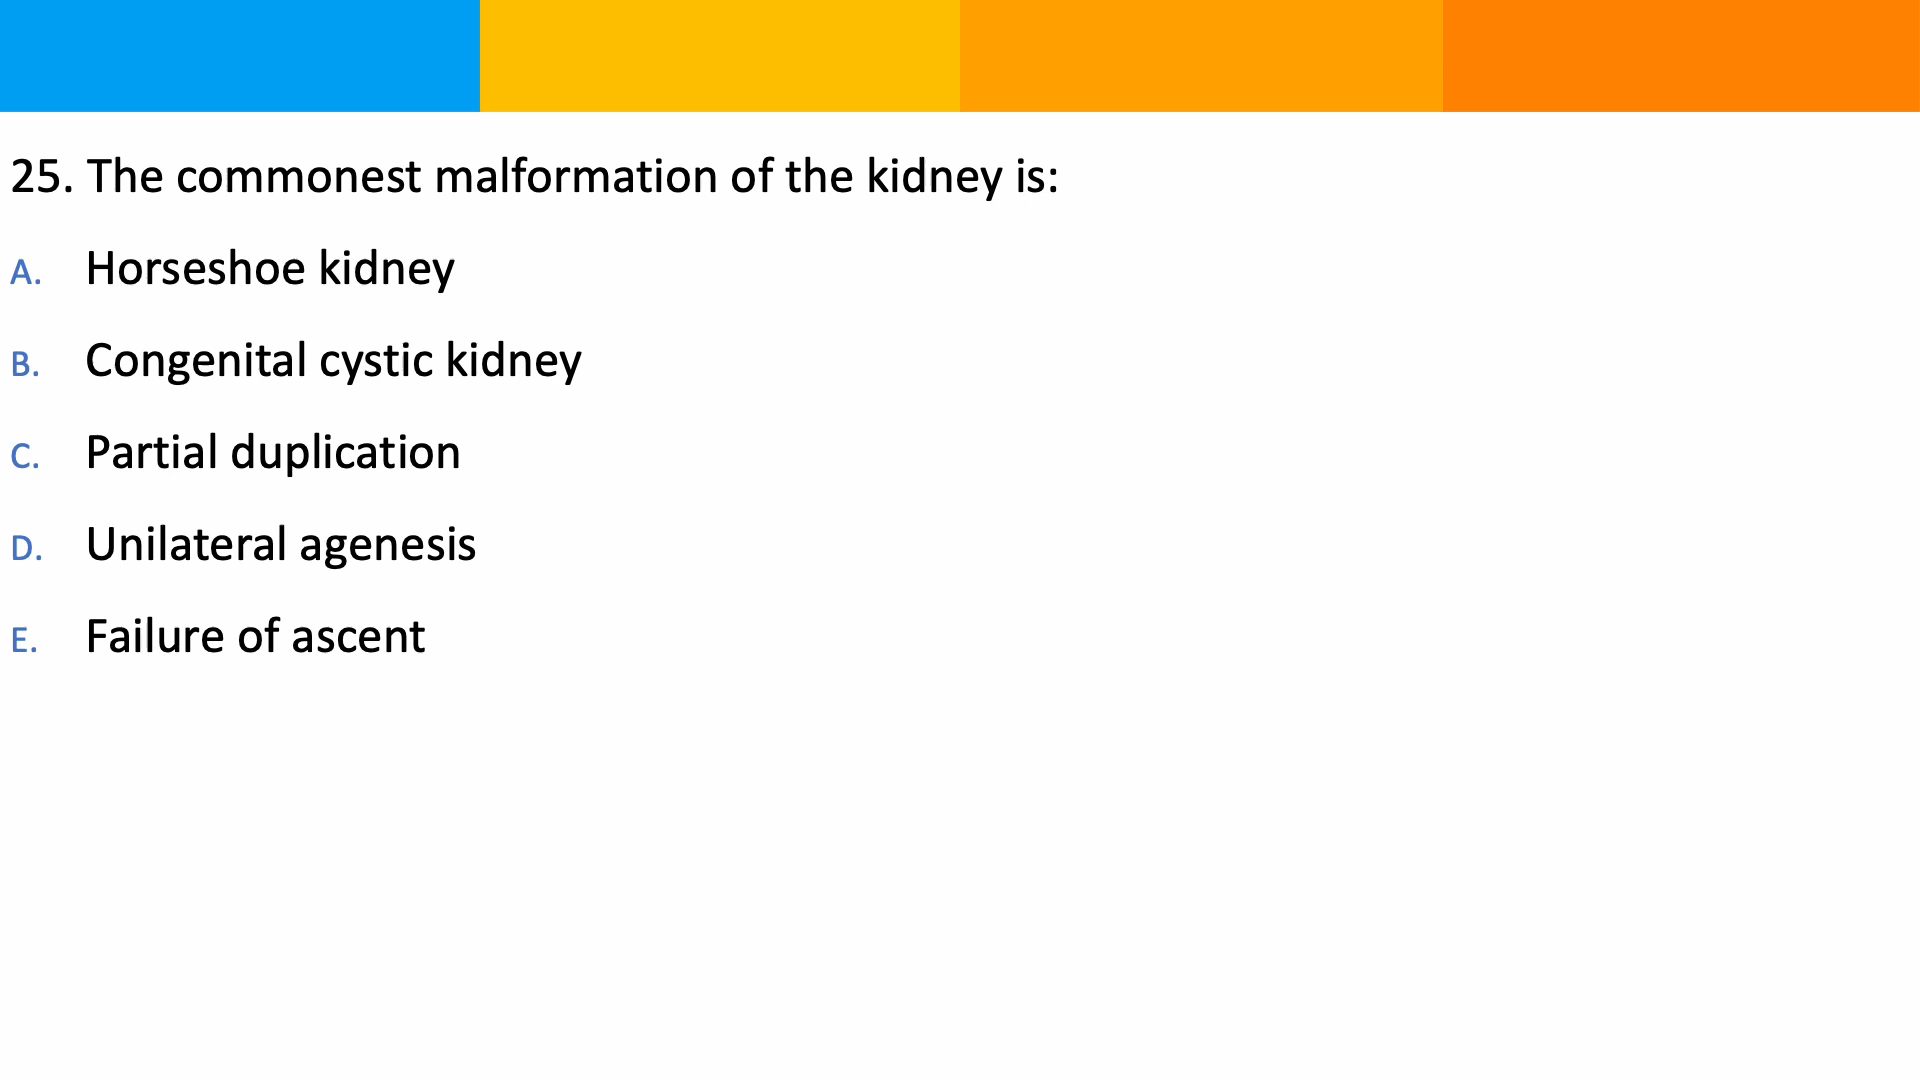 25. The commonest malformation of the kidney is:
A. Horseshoe kidney
B. Congenital cystic kidney
C. Partial duplication
D. Unilateral agenesis
E. Failure of ascent